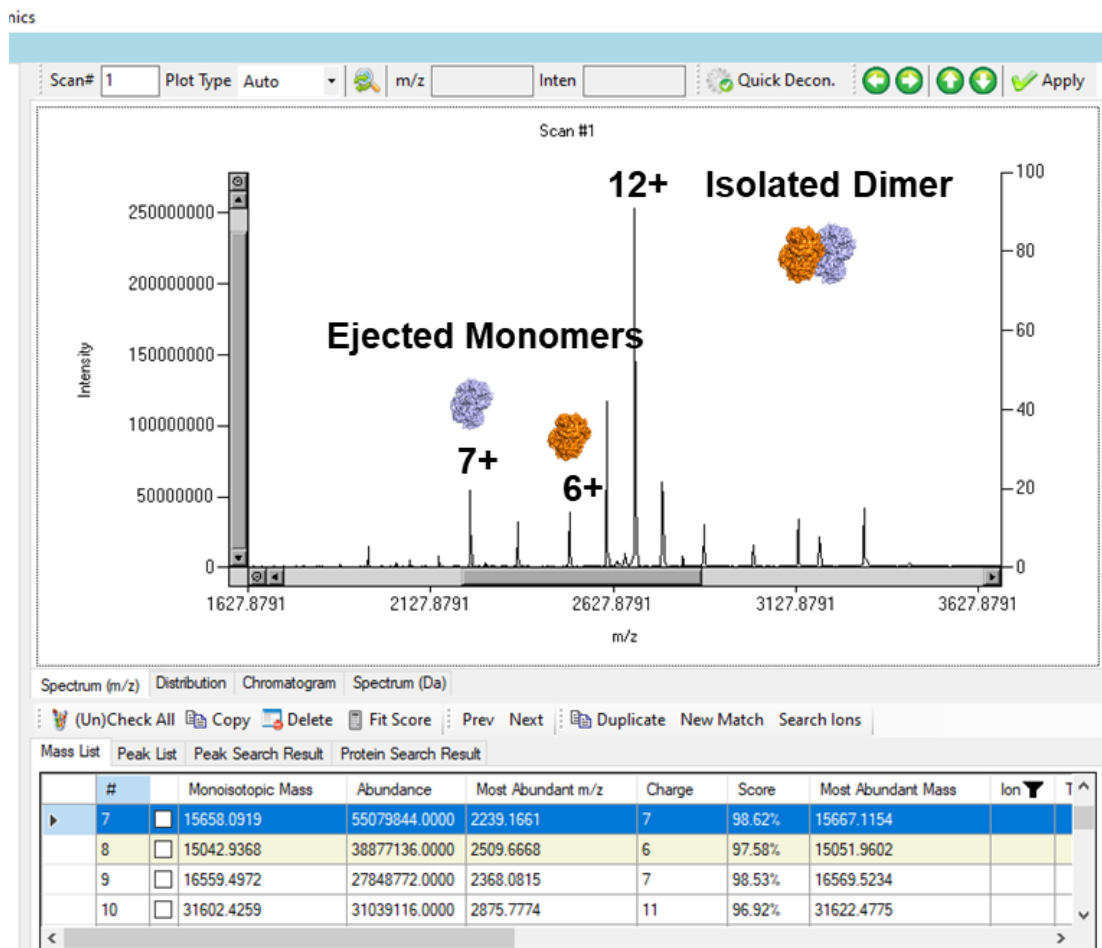 nics
Scan# 1 Plot Type Auto m/z Inten Quick Decon. Apply
Scan #1
12+ Isolated Dimer
Ejected Monomers
7+
6+
Intensity
250000000
200000000
150000000
100000000
50000000
0
100
80
60
40
20
0
1627.8791 2127.8791 2627.8791 3127.8791 3627.8791
m/z
Spectrum (m/z) Distribution Chromatogram Spectrum (Da)
(Un)Check All Copy Delete Fit Score Prev Next Duplicate New Match Search Ions
Mass List Peak List Peak Search Result Protein Search Result
# Monoisotopic Mass Abundance Most Abundant m/z Charge Score Most Abundant Mass Ion T
7 15658.0919 55079844.0000 2239.1661 7 98.62% 15667.1154
8 15042.9368 38877136.0000 2509.6668 6 97.58% 15051.9602
9 16559.4972 27848772.0000 2368.0815 7 98.53% 16569.5234
10 31602.4259 31039116.0000 2875.7774 11 96.92% 31622.4775